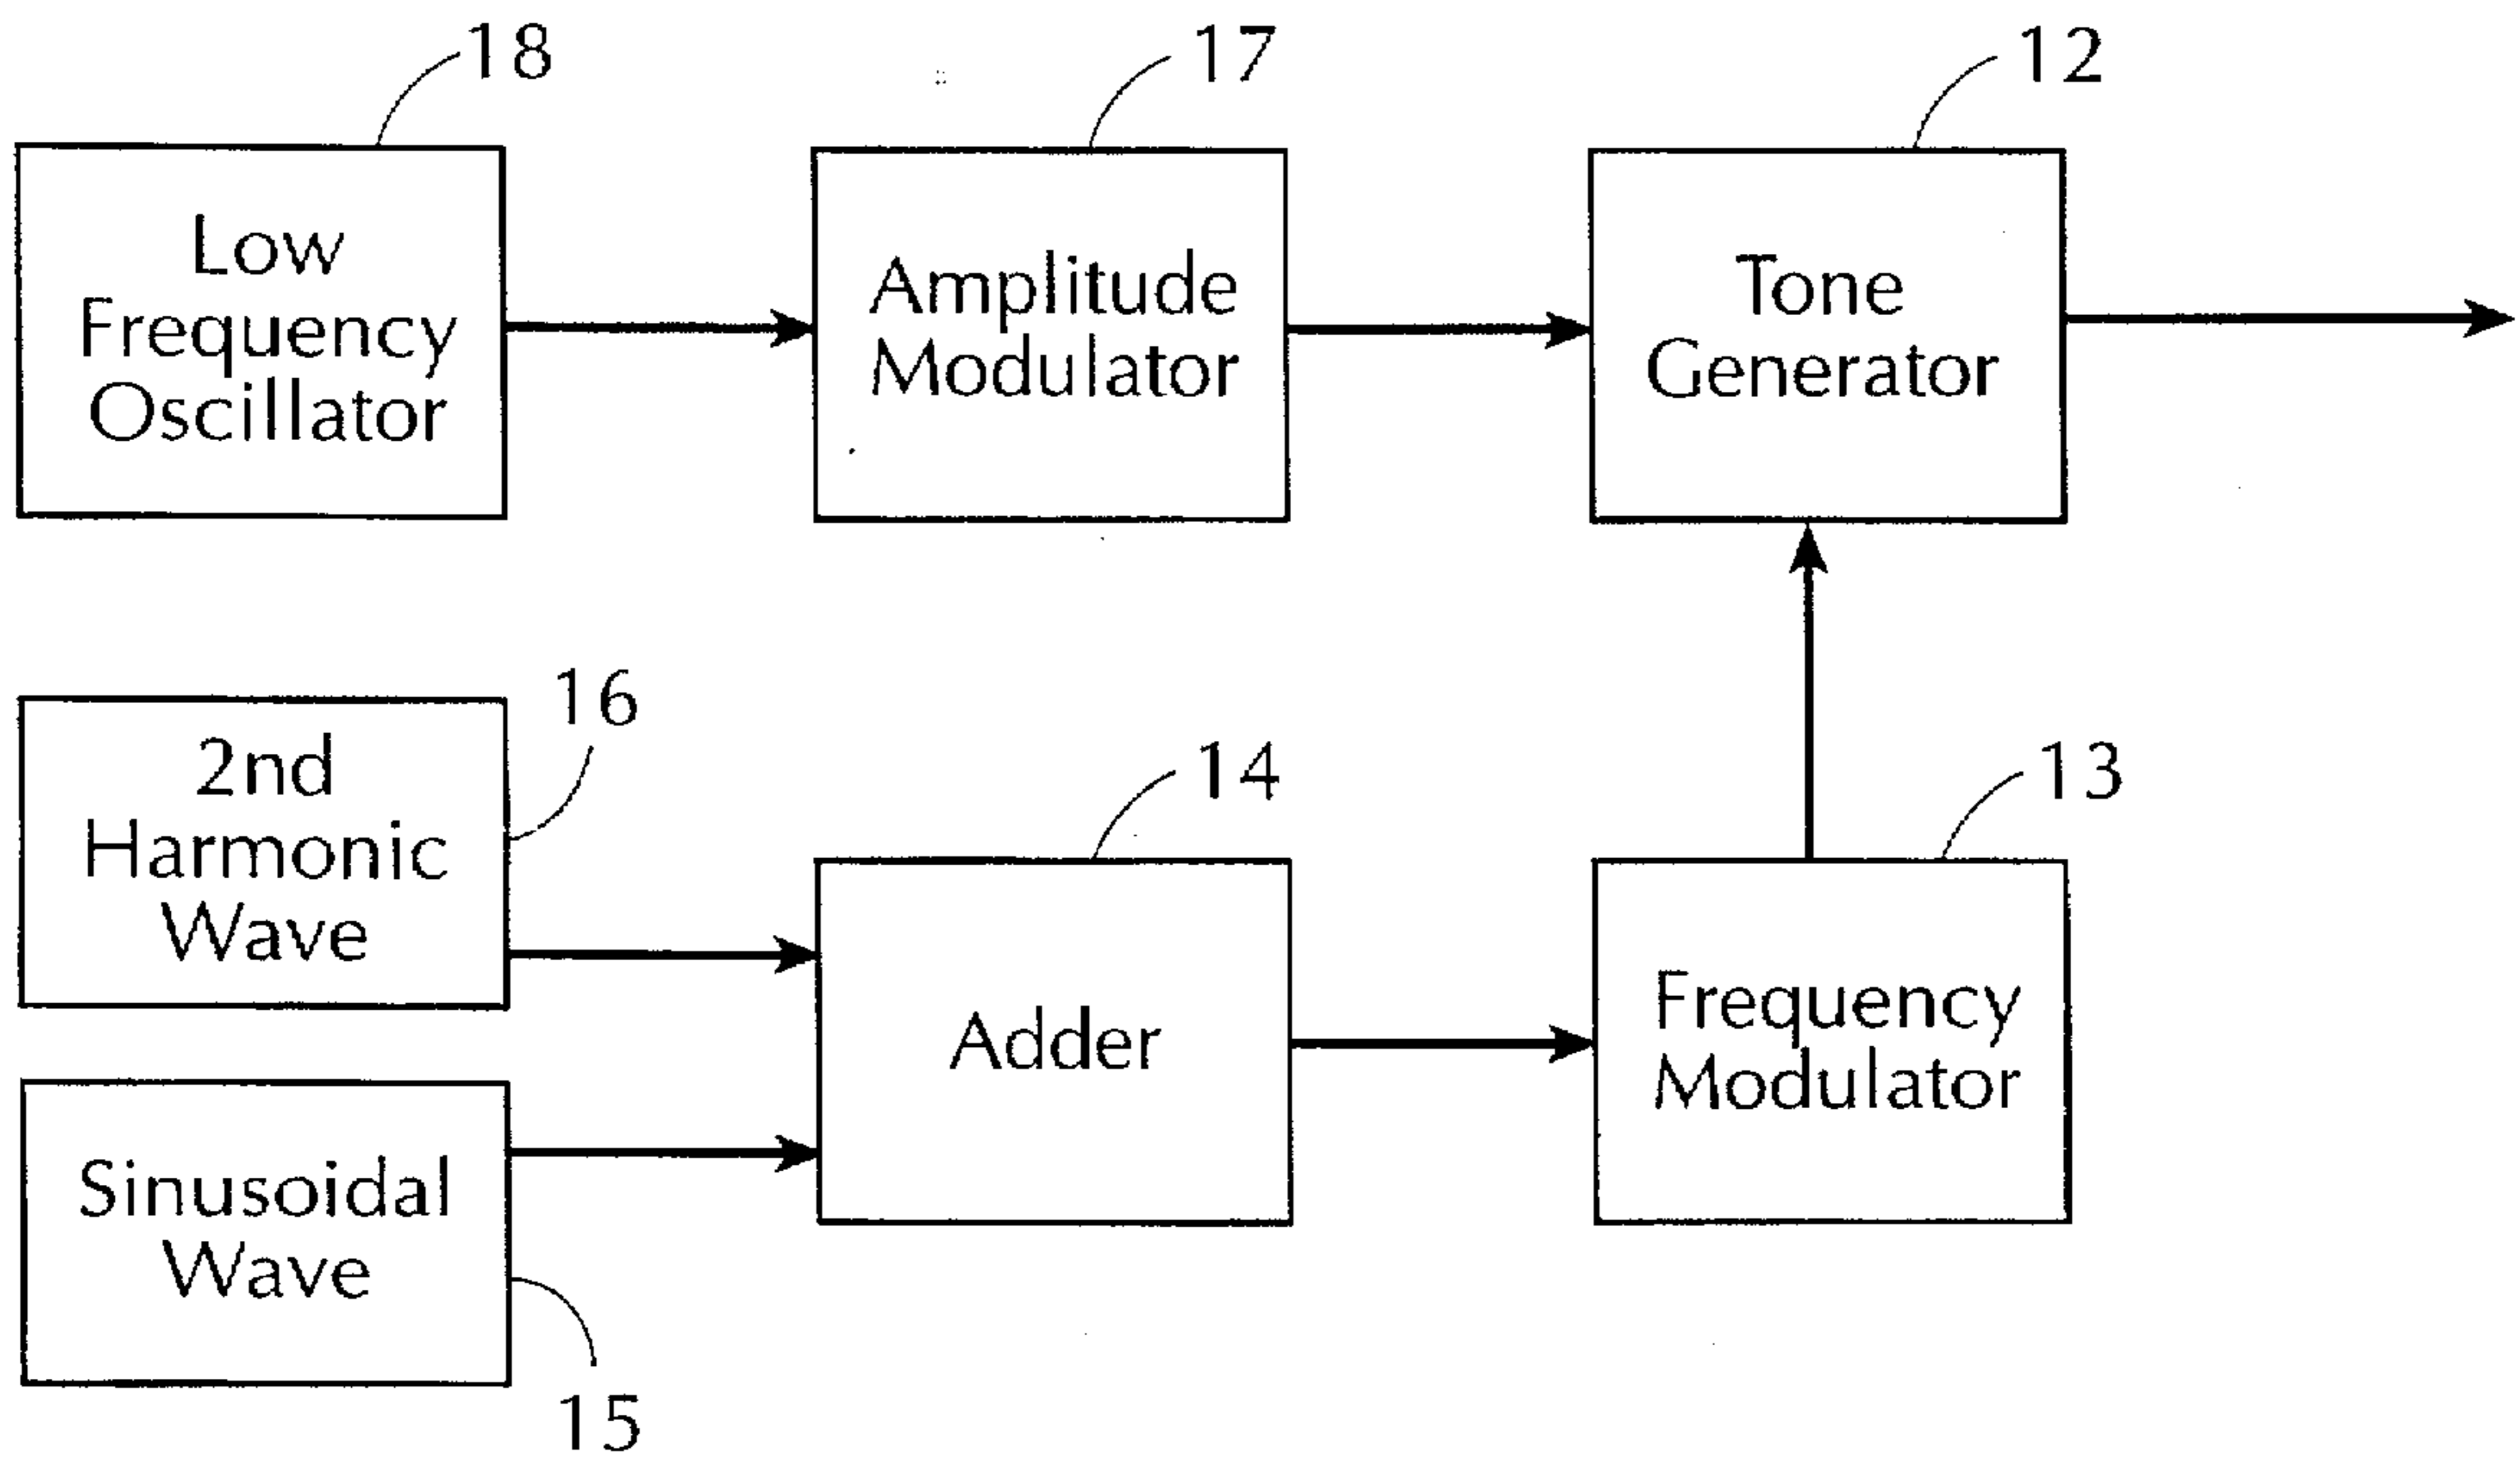 18
17
12
Low
Frequency
Oscillator
Amplitude
Modulator
Tone
Generator
16
2nd
Harmonic
Wave
14
13
Adder
Frequency
Modulator
Sinusoidal
Wave
15